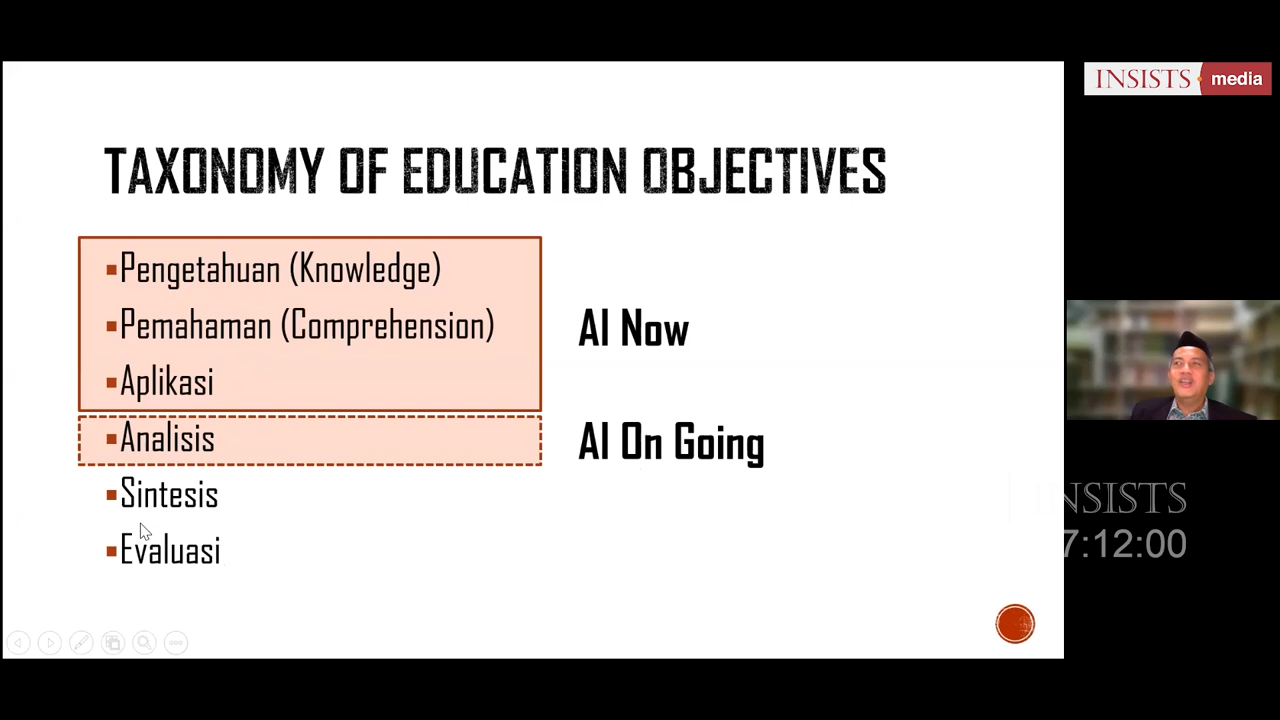 INSISTS media
TAXONOMY OF EDUCATION OBJECTIVES
Pengetahuan (Knowledge)
Pemahaman (Comprehension)
AI Now
Aplikasi
Analisis
AI On Going
Sintesis
Evaluasi
INSISTS
7:12:00